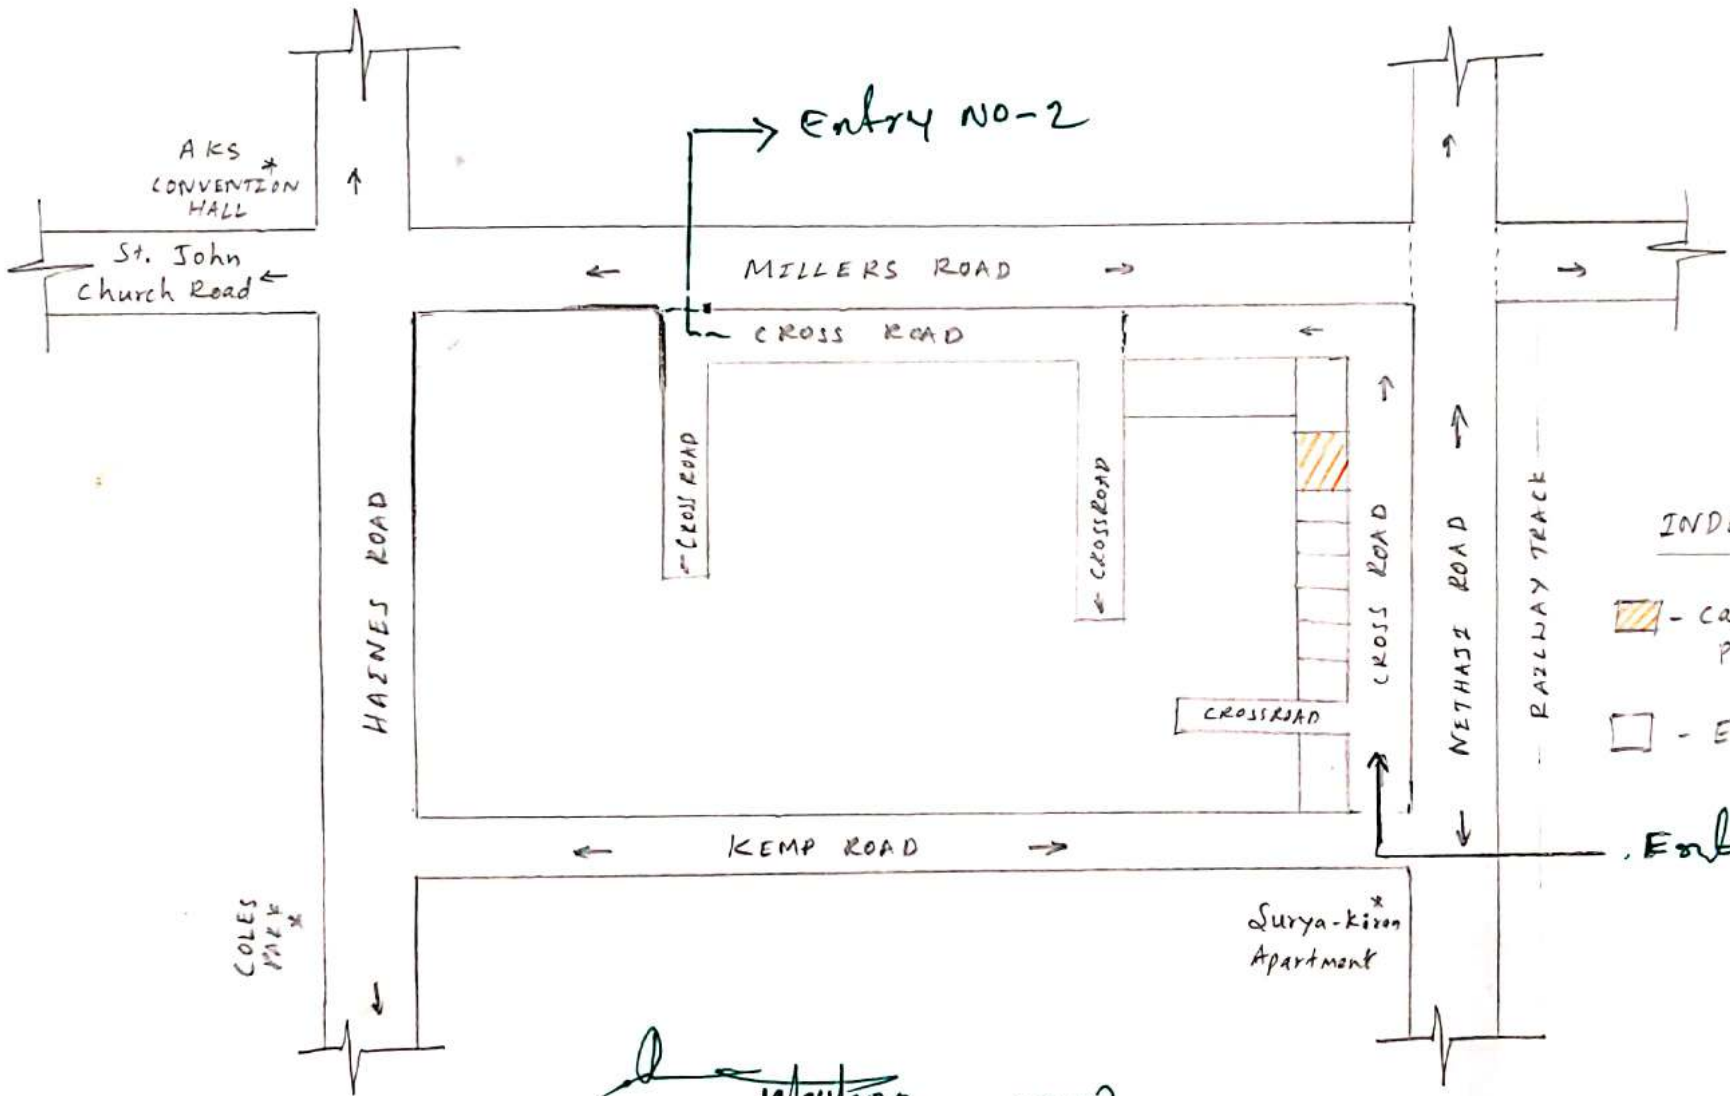 Entry NO-2
AKS *
CONVENTION
HALL
St. John
Church Road
MILLERS ROAD
CROSS ROAD
HAINES ROAD
CROSS ROAD
CROSSROAD
CROSS ROAD
NETHAJI ROAD
RAILWAY TRACK
CROSSROAD
- Ca
P
- E
KEMP ROAD
COLES
PARK *
Surya-Kiron *
Apartment